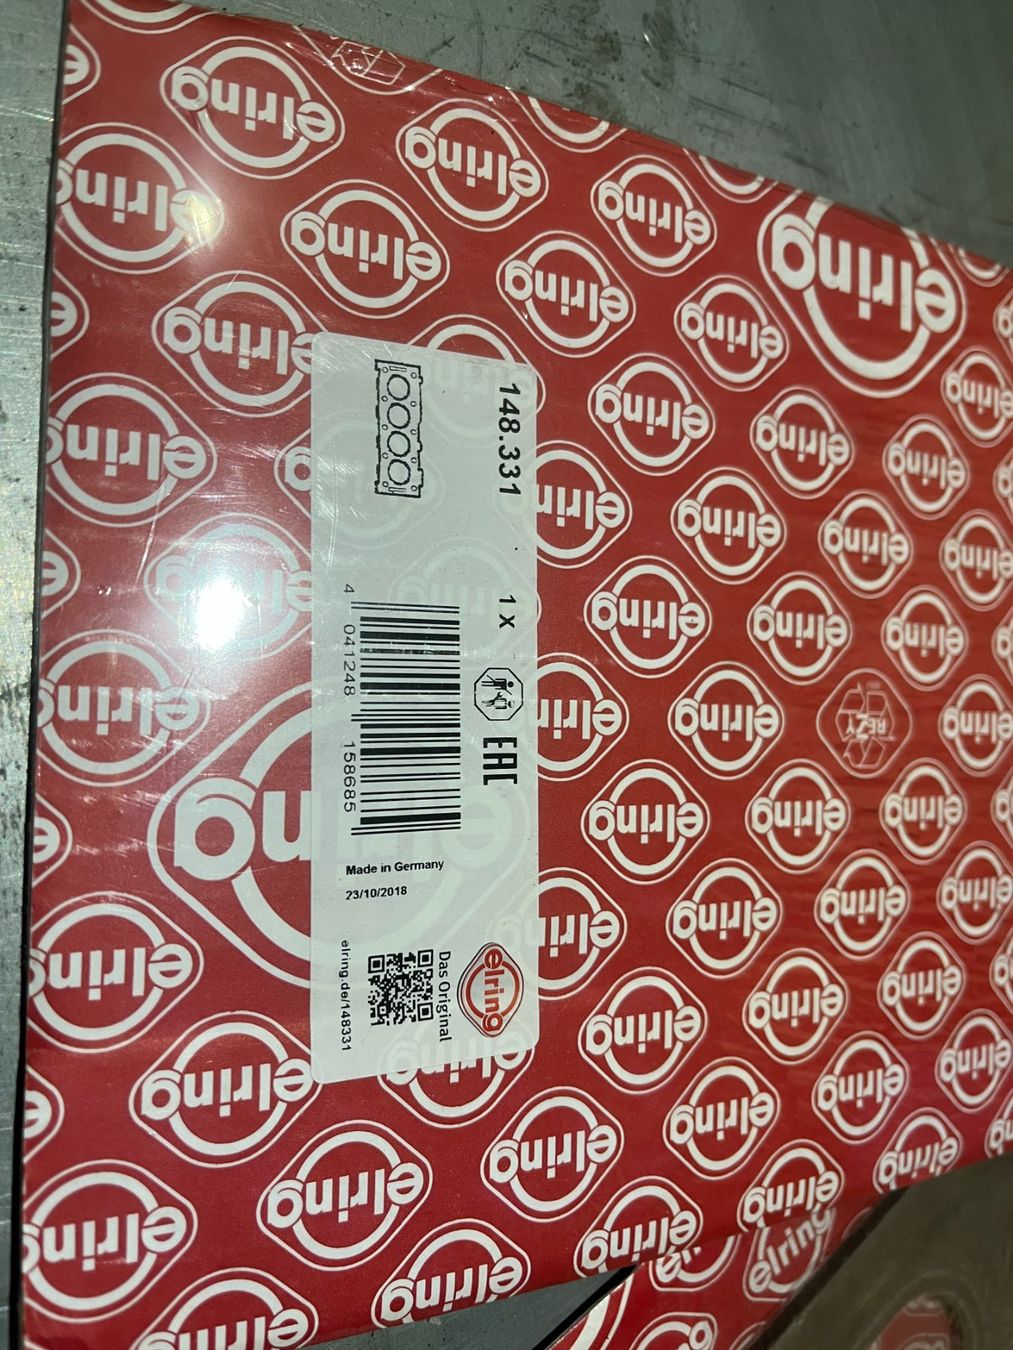 148.331
1 x
EAC
4 041248 158685
Made in Germany
23/10/2018
elring
Das Original
elring.de/148331
elring
RESY